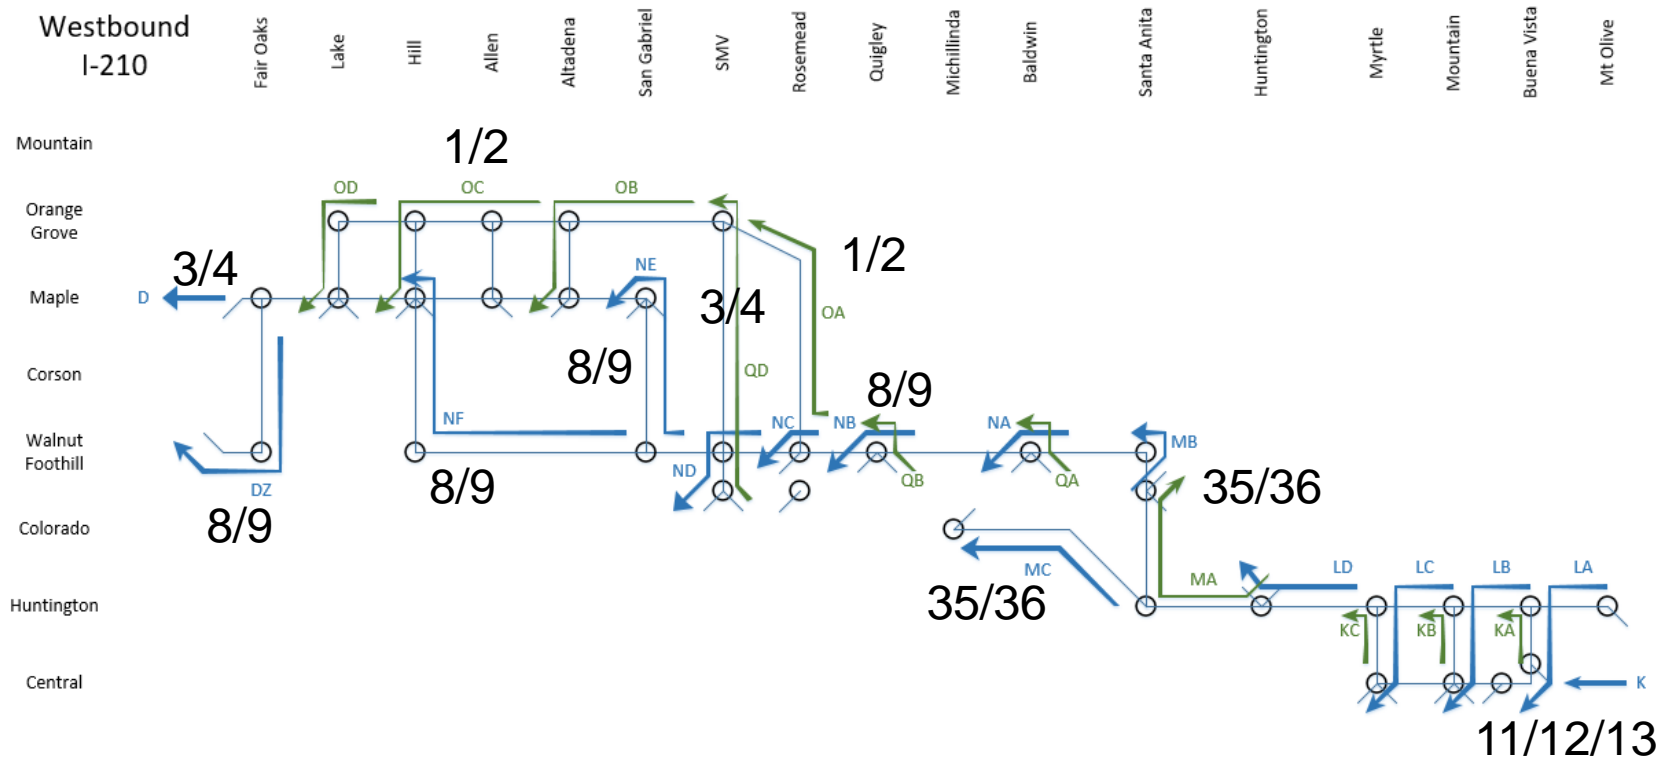 Westbound
I-210
Fair Oaks
Lake
Hill
Allen
Altadena
San Gabriel
SMV
Rosemead
Quigley
Michillinda
Baldwin
Santa Anita
Huntington
Myrtle
Mountain
Buena Vista
Mt Olive
Mountain
1/2
OD
OC
OB
Orange
Grove
1/2
3/4
NE
Maple
D
3/4
OA
8/9
QD
Corson
8/9
NF
NC
NB
NA
MB
Walnut
Foothill
ND
QB
QA
DZ
8/9
35/36
8/9
Colorado
MC
LD
LC
LB
LA
MA
35/36
Huntington
KC
KB
KA
Central
K
11/12/13